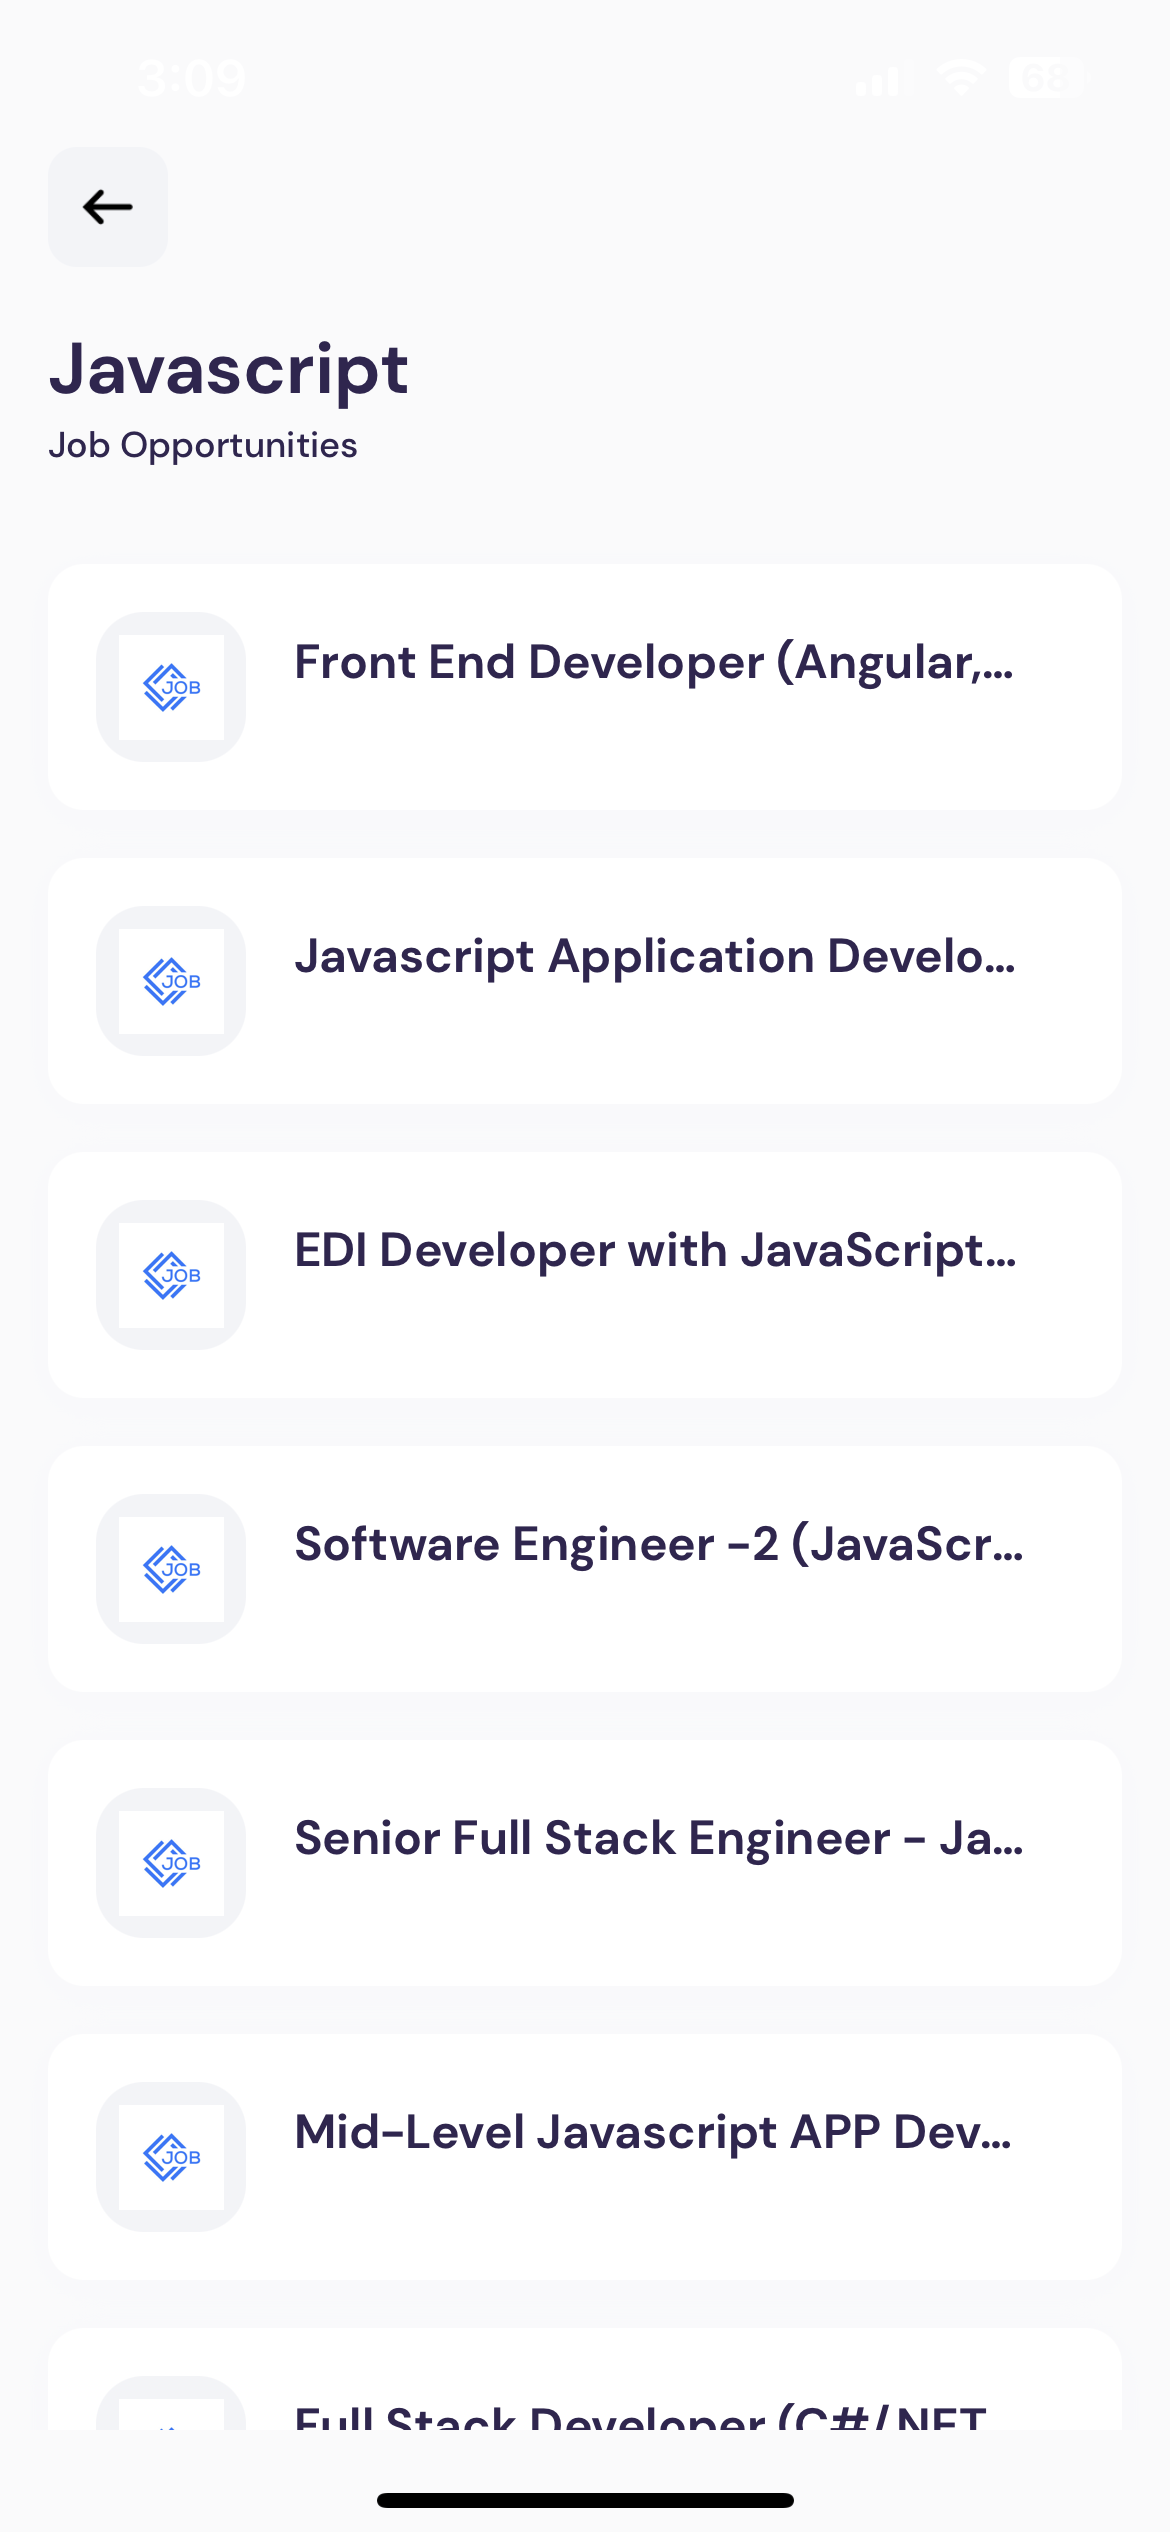 3:09
68
Javascript
Job Opportunities
JOB
Front End Developer (Angular,...
JOB
Javascript Application Develo...
JOB
EDI Developer with JavaScript...
JOB
Software Engineer -2 (JavaScr...
JOB
Senior Full Stack Engineer - Ja...
JOB
Mid-Level Javascript APP Dev...
Full Stack Developer (C#/.NET